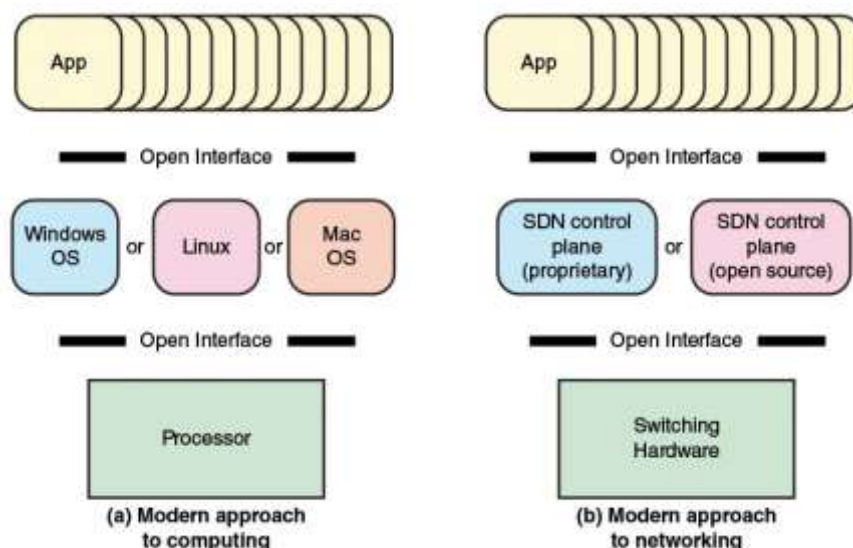 App
Open Interface
Windows
OS
or
Linux
or
Mac
OS
Open Interface
Processor
(a) Modern approach
to computing
App
Open Interface
SDN control
plane
(proprietary)
or
SDN control
plane
(open source)
Open Interface
Switching
Hardware
(b) Modern approach
to networking